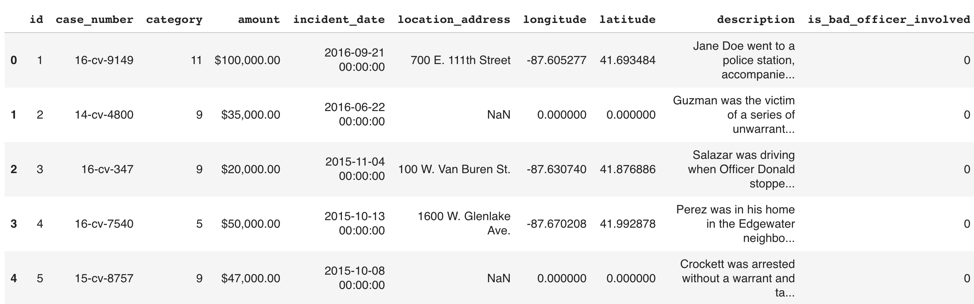 id case_number category amount incident_date location_address longitude latitude description is_bad_officer_involved
0 1 16-cv-9149 11 $100,000.00 2016-09-21 00:00:00 700 E. 111th Street -87.605277 41.693484 Jane Doe went to a police station, accompanie... 0
1 2 14-cv-4800 9 $35,000.00 2016-06-22 00:00:00 NaN 0.000000 0.000000 Guzman was the victim of a series of unwarrant... 0
2 3 16-cv-347 9 $20,000.00 2015-11-04 00:00:00 100 W. Van Buren St. -87.630740 41.876886 Salazar was driving when Officer Donald stoppe... 0
3 4 16-cv-7540 5 $50,000.00 2015-10-13 00:00:00 1600 W. Glenlake Ave. -87.670208 41.992878 Perez was in his home in the Edgewater neighbo... 0
4 5 15-cv-8757 9 $47,000.00 2015-10-08 00:00:00 NaN 0.000000 0.000000 Crockett was arrested without a warrant and ta... 0